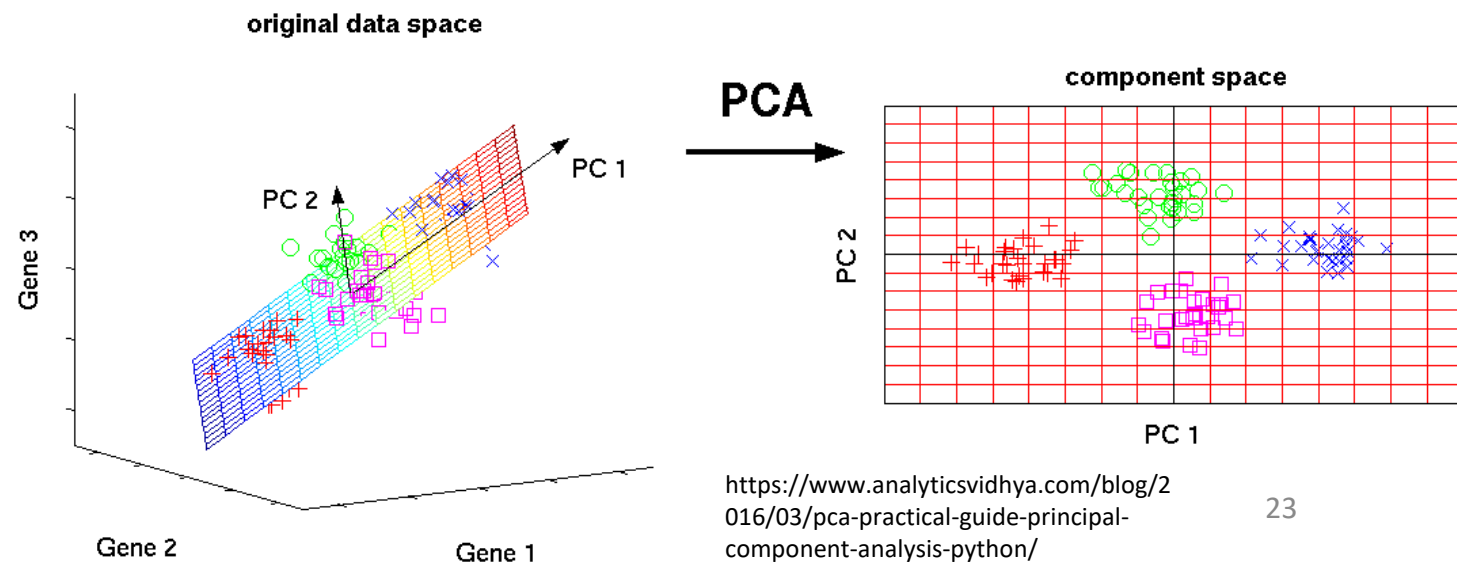 original data space
PCA
component space
PC 1
PC 2
Gene 3
Gene 2
Gene 1
PC 2
PC 1
https://www.analyticsvidhya.com/blog/2
016/03/pca-practical-guide-principal-
component-analysis-python/
23